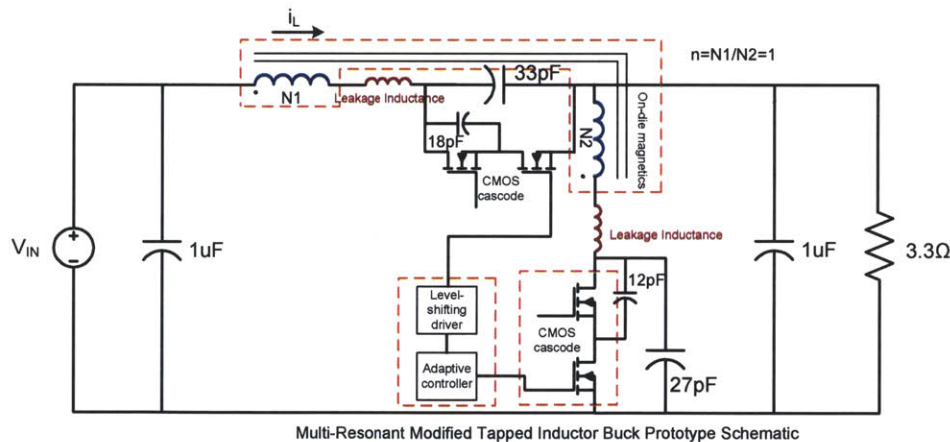 iL
n=N1/N2=1
N1
Leakage Inductance
33pF
18pF
CMOS
cascode
N2
On-die magnetics
VIN
1uF
Leakage Inductance
1uF
3.3Ω
Level-
shifting
driver
12pF
CMOS
cascode
Adaptive
controller
27pF
Multi-Resonant Modified Tapped Inductor Buck Prototype Schematic